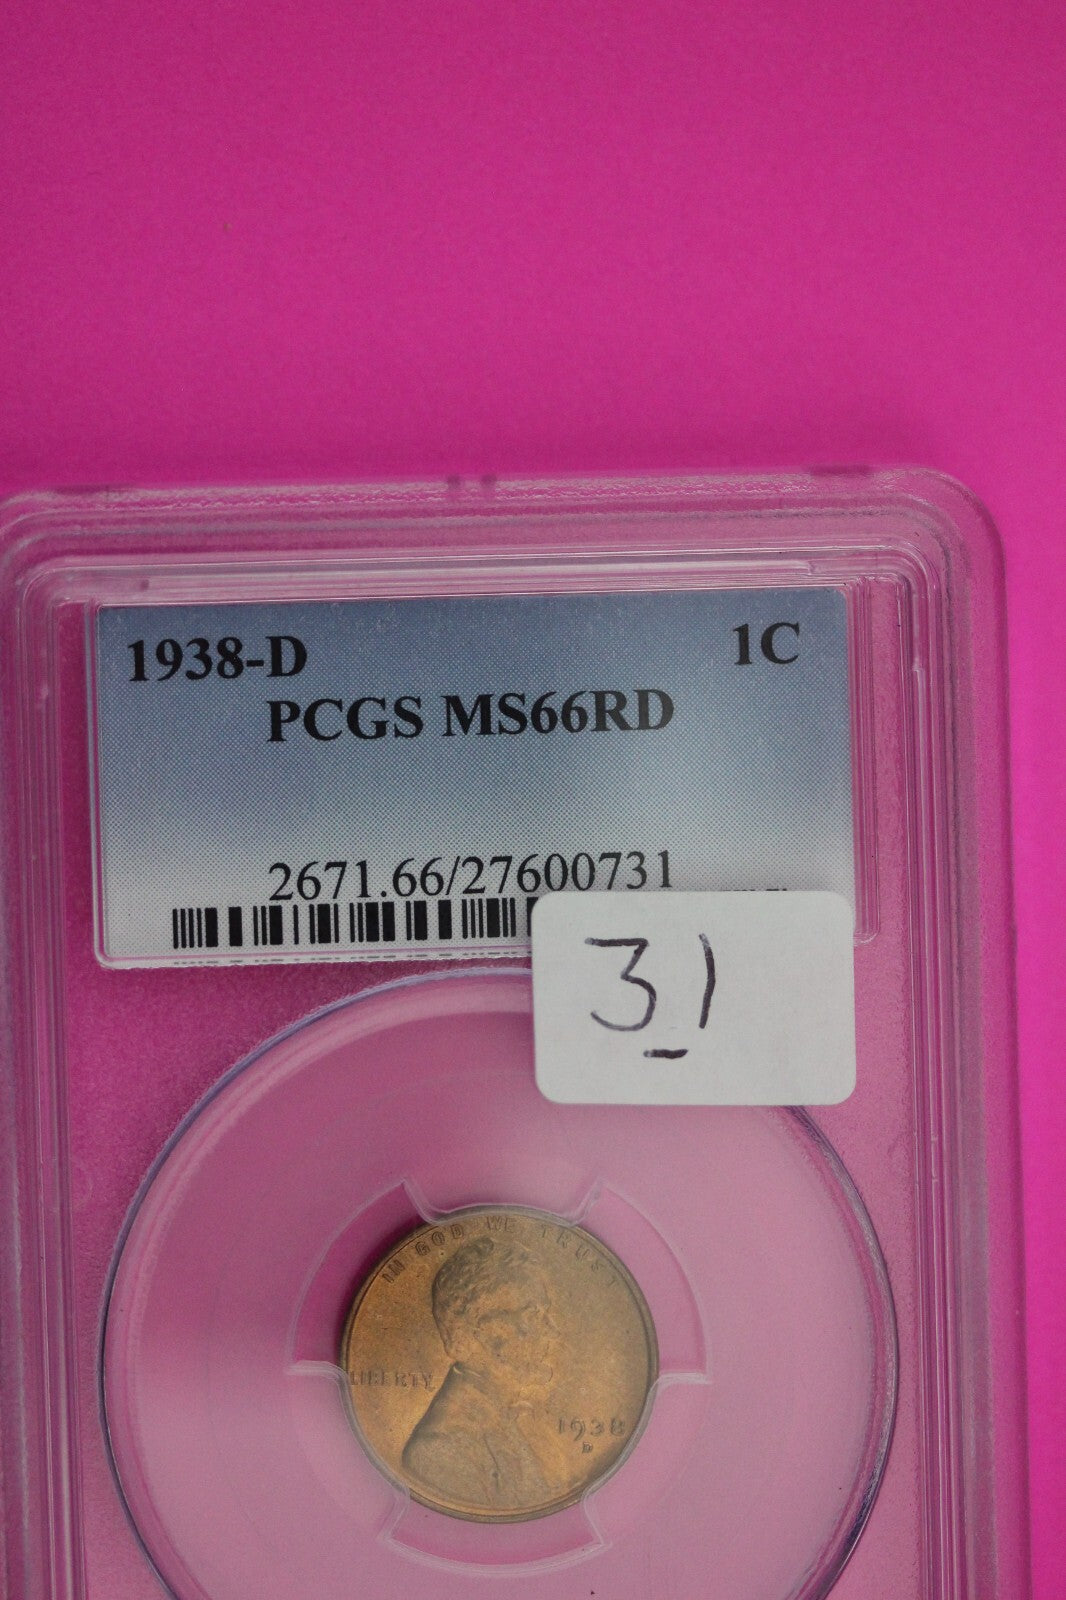 1938-D 1C
PCGS MS66RD
2671.66/27600731
31
IN GOD WE TRUST
LIBERTY
1938
D